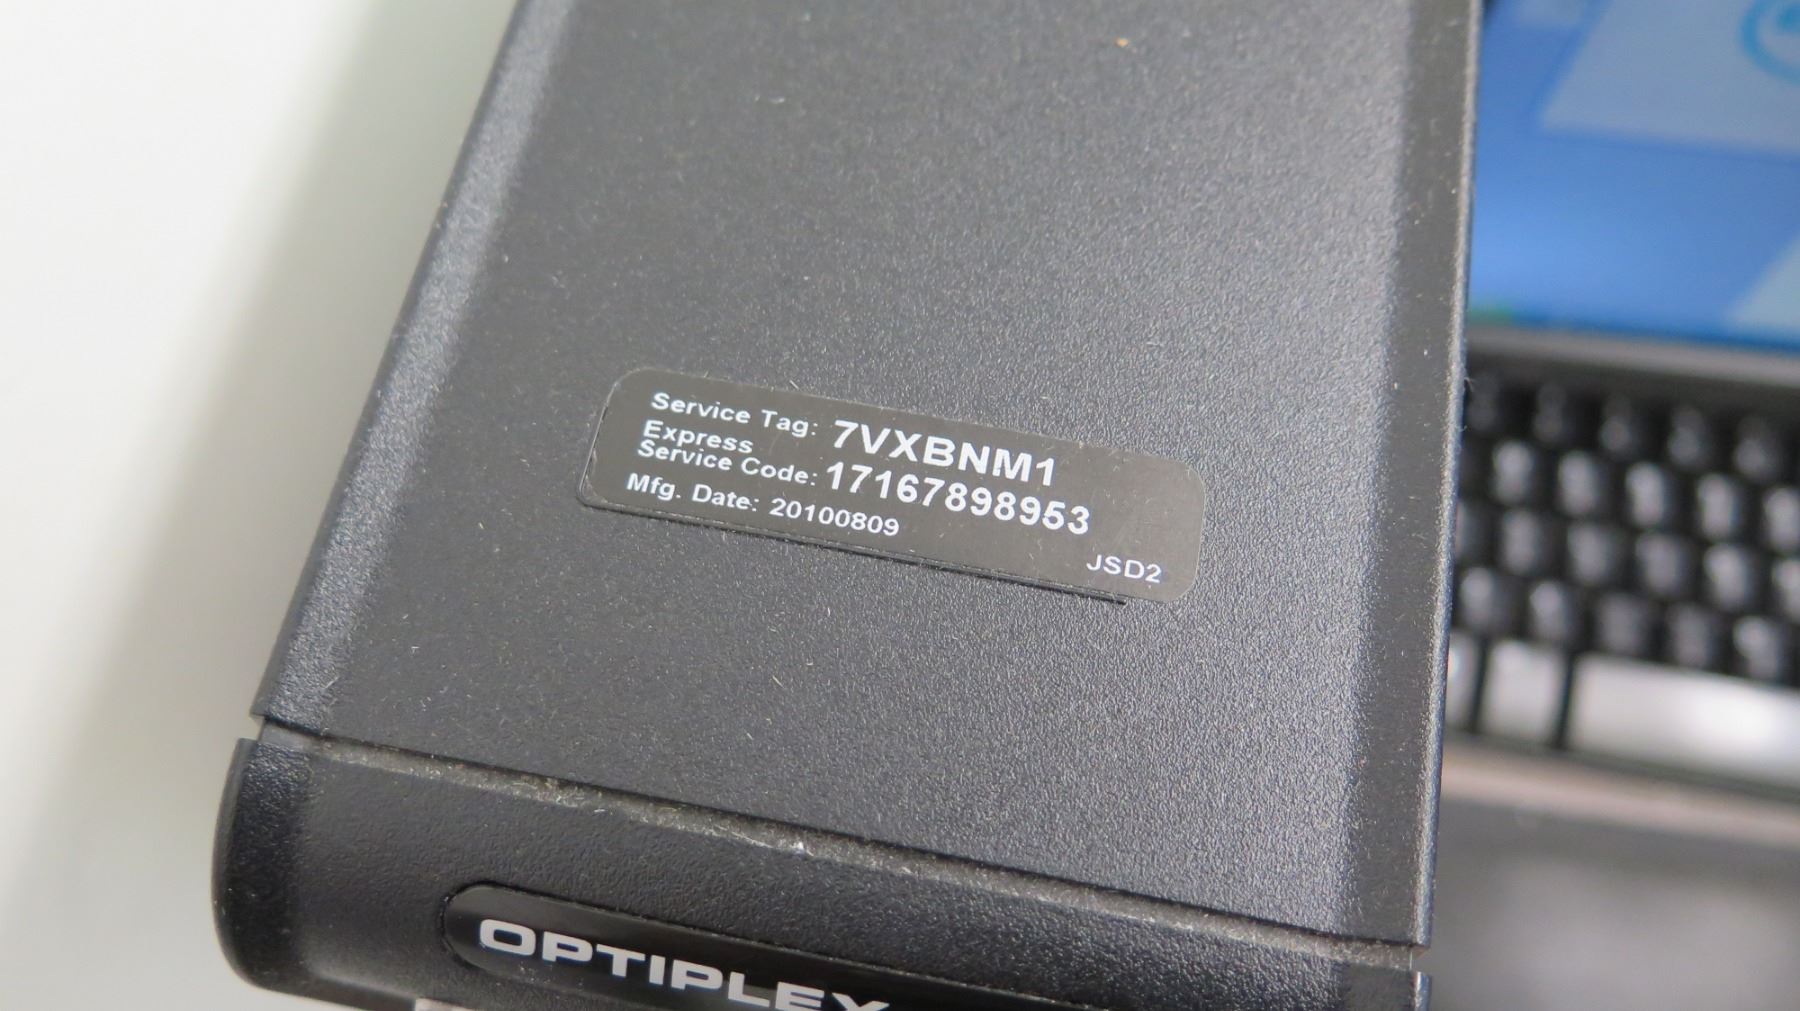 Service Tag: 7VXBNM1
Express
Service Code: 17167898953
Mfg. Date: 20100809
JSD2
OPTIPLEX